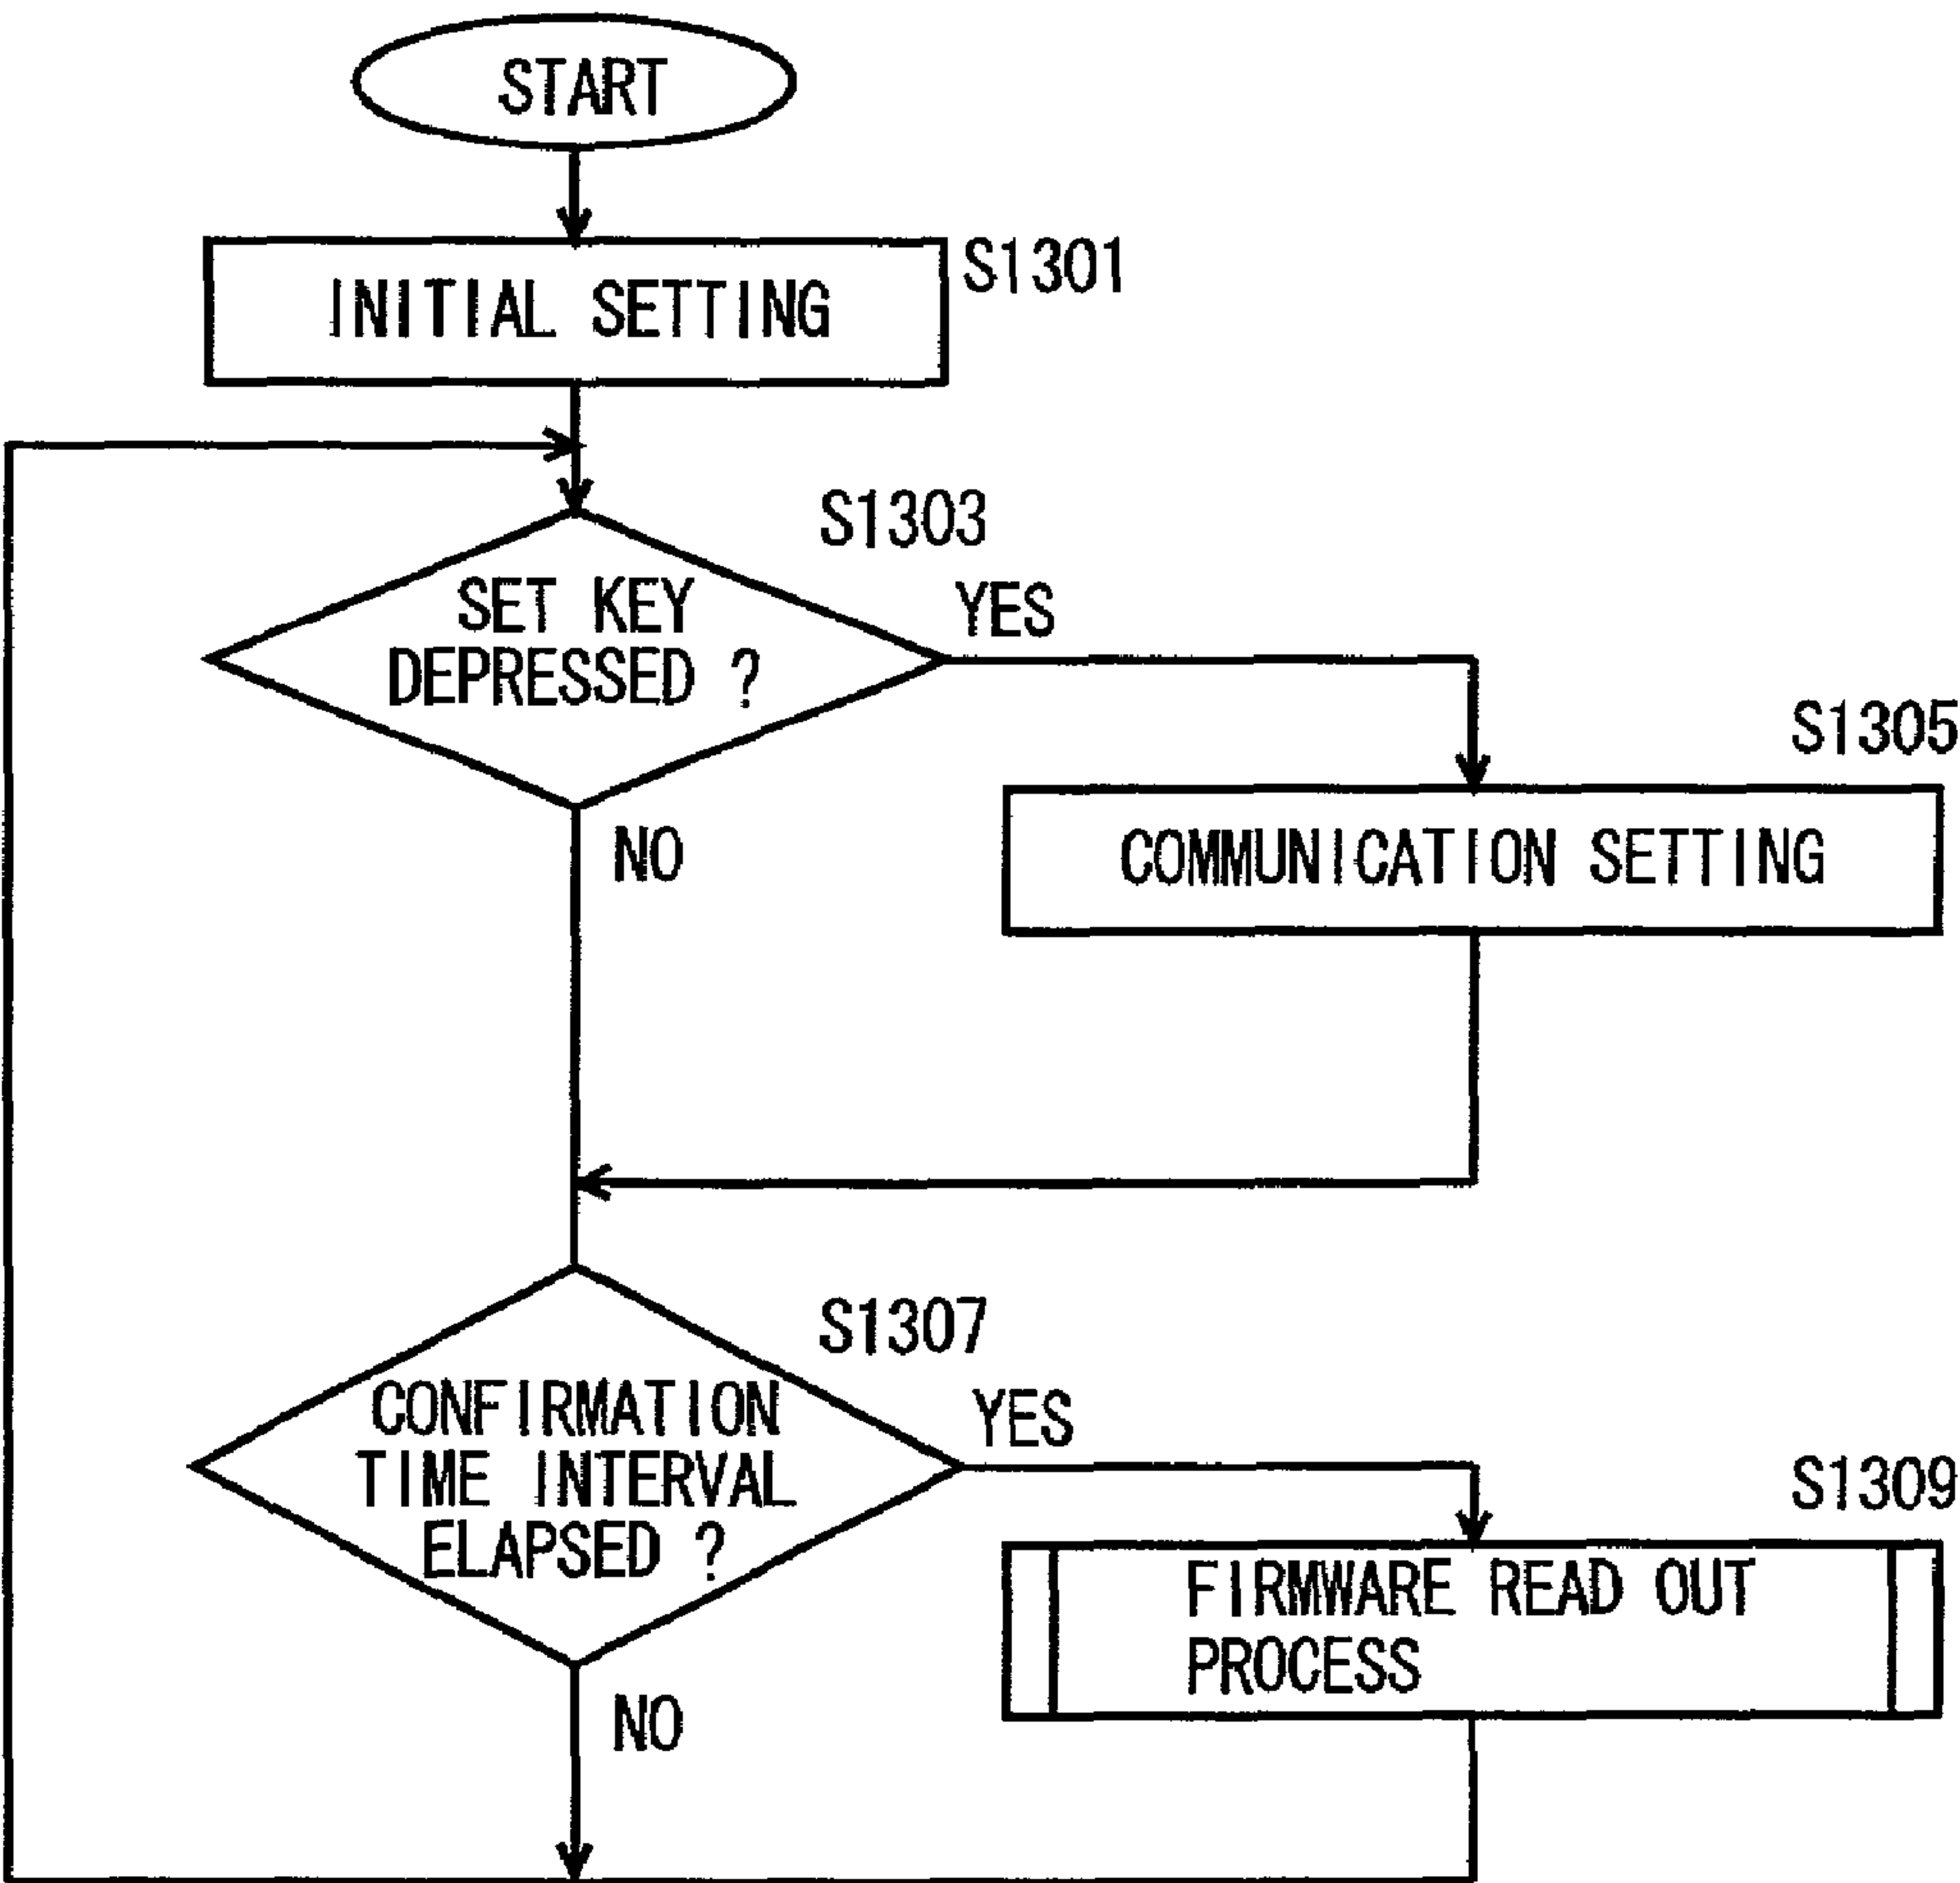 START
INITIAL SETTING
S1301
S1303
SET KEY
DEPRESSED ?
YES
S1305
NO
COMMUNICATION SETTING
S1307
CONFIRMATION
TIME INTERVAL
ELAPSED ?
YES
S1309
FIRMWARE READ OUT
PROCESS
NO